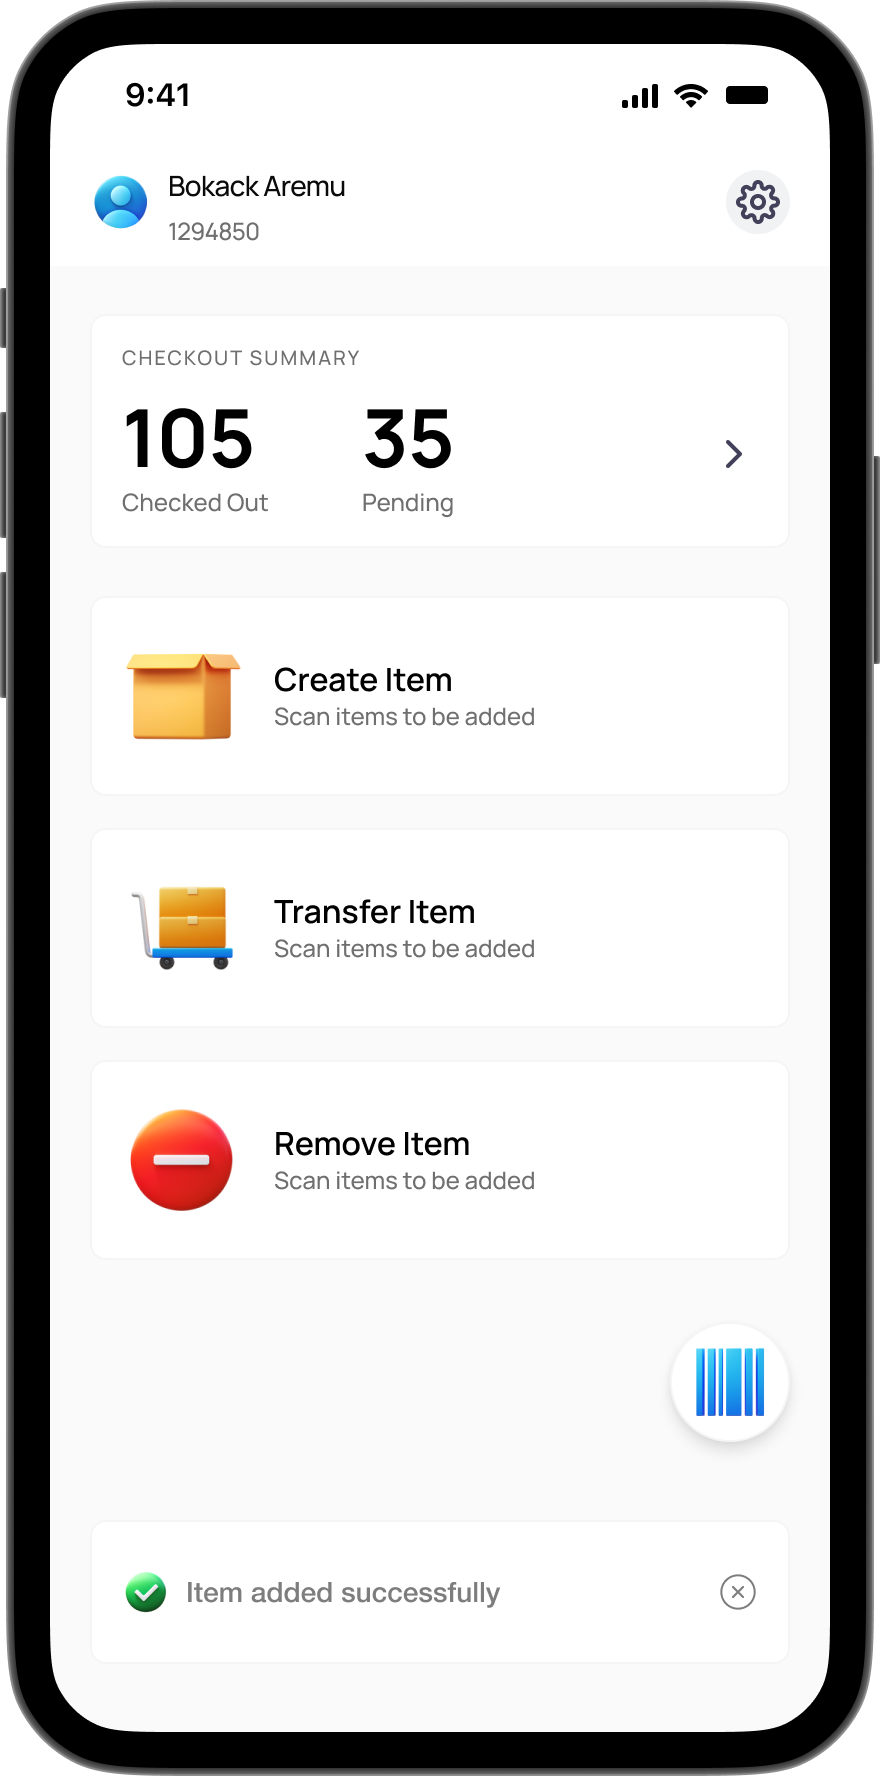 9:41
Bokack Aremu
1294850
CHECKOUT SUMMARY
105 35
Checked Out Pending
Create Item
Scan items to be added
Transfer Item
Scan items to be added
Remove Item
Scan items to be added
Item added successfully